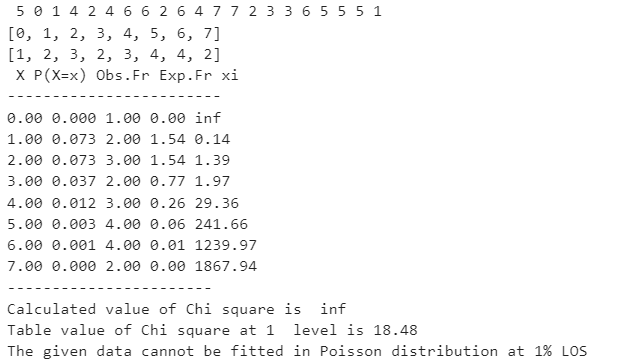 5 0 1 4 2 4 6 6 2 6 4 7 7 2 3 3 6 5 5 5 1
[0, 1, 2, 3, 4, 5, 6, 7]
[1, 2, 3, 2, 3, 4, 4, 2]
X P(X=x) Obs.Fr Exp.Fr xi
-------------------------
0.00 0.000 1.00 0.00 inf
1.00 0.073 2.00 1.54 0.14
2.00 0.073 3.00 1.54 1.39
3.00 0.037 2.00 0.77 1.97
4.00 0.012 3.00 0.26 29.36
5.00 0.003 4.00 0.06 241.66
6.00 0.001 4.00 0.01 1239.97
7.00 0.000 2.00 0.00 1867.94
------------------------
Calculated value of Chi square is  inf
Table value of Chi square at 1  level is 18.48
The given data cannot be fitted in Poisson distribution at 1% LOS